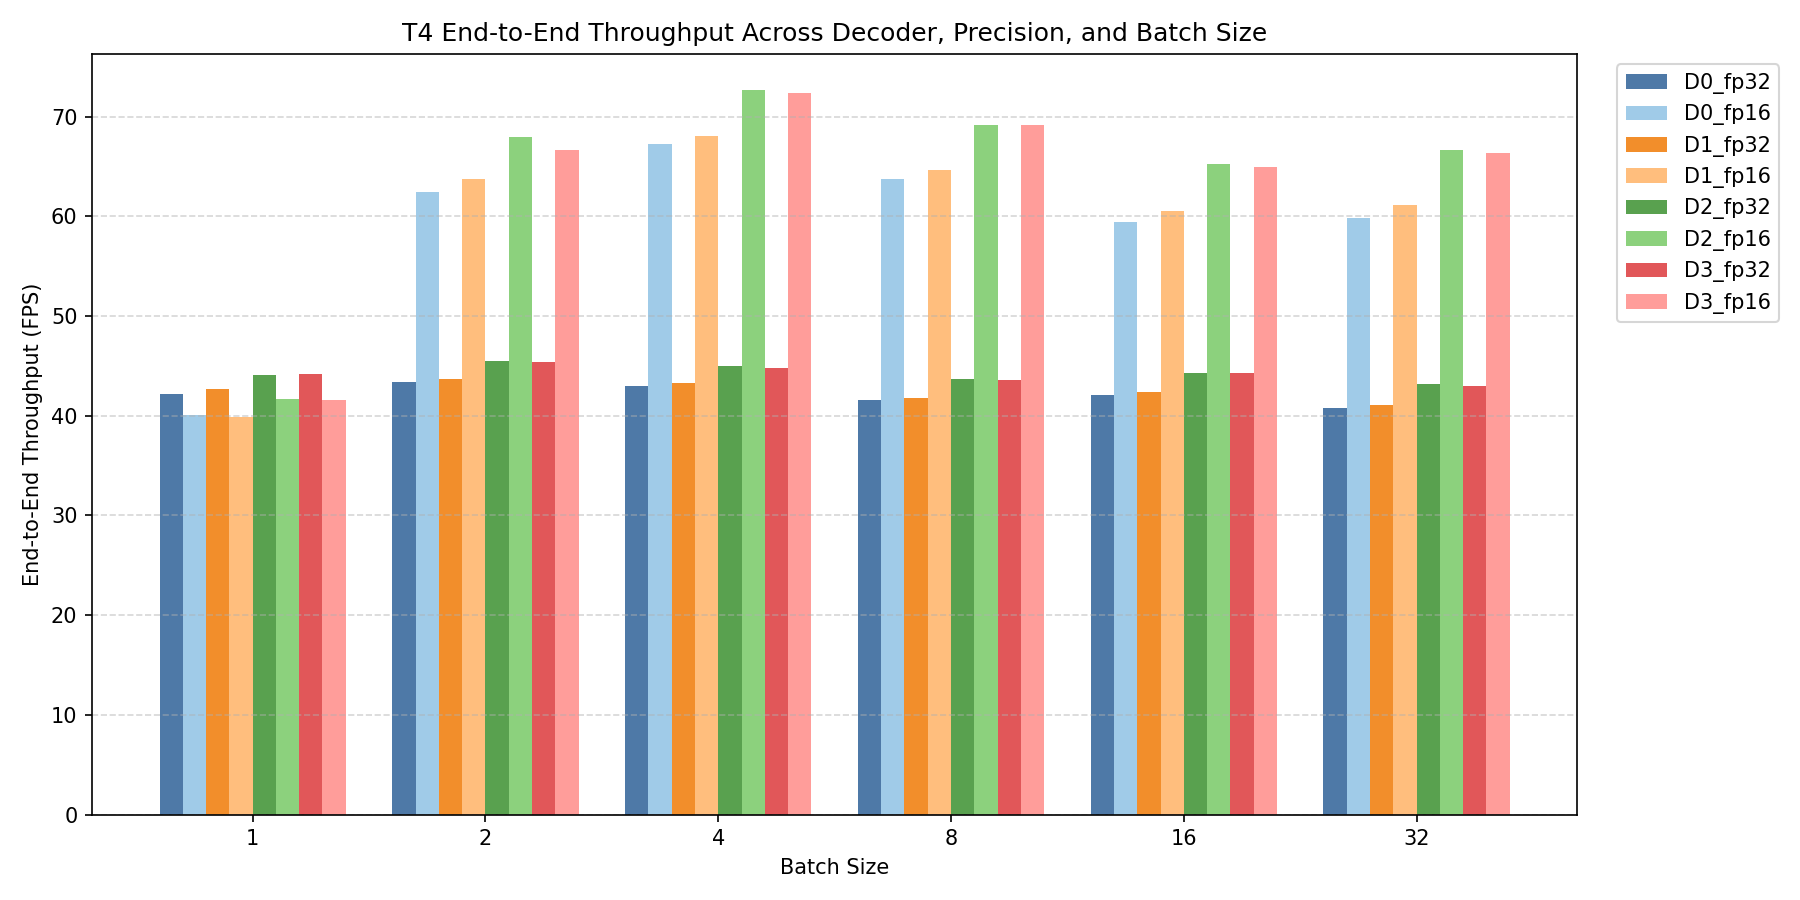 T4 End-to-End Throughput Across Decoder, Precision, and Batch Size
End-to-End Throughput (FPS)
70
60
50
40
30
20
10
0
1 2 4 8 16 32
Batch Size
D0_fp32
D0_fp16
D1_fp32
D1_fp16
D2_fp32
D2_fp16
D3_fp32
D3_fp16